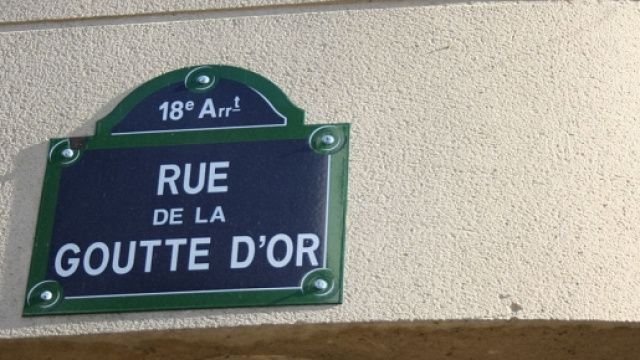 18e Arrt
RUE
DE LA
GOUTTE D'OR